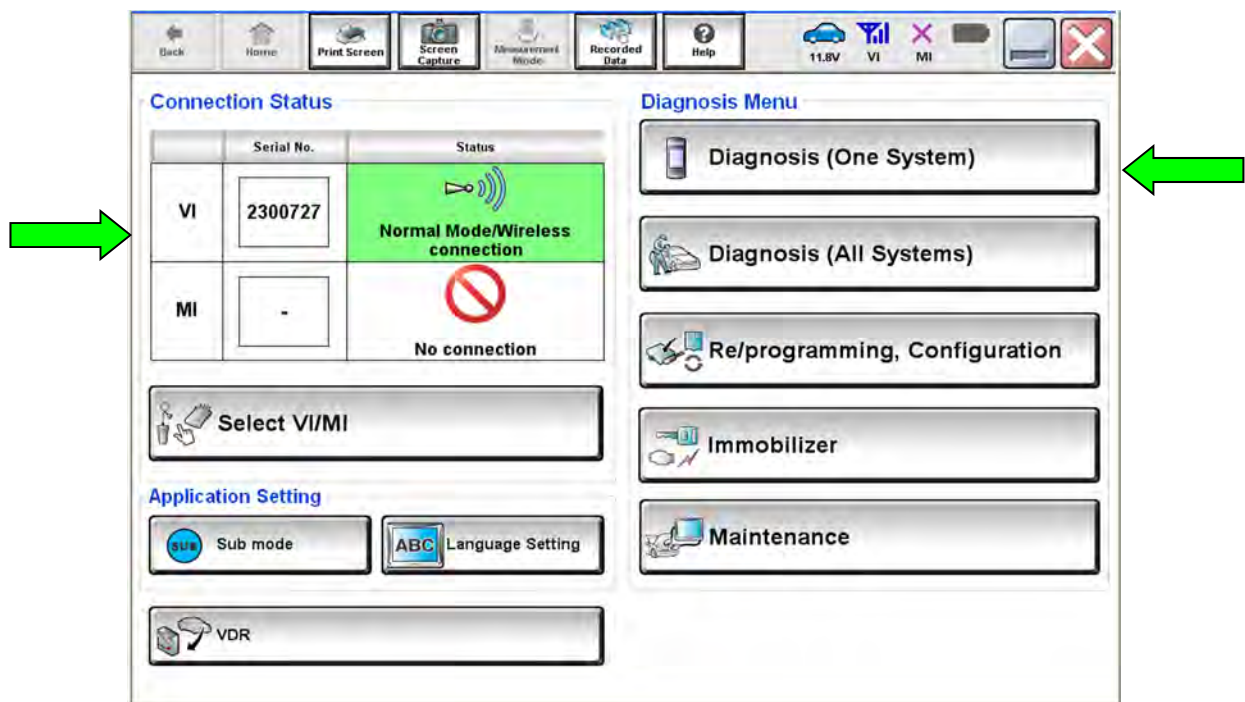 Back
Home
Print Screen
Screen
Capture
Measurement
Mode
Recorded
Data
Help
11.8V
VI
MI
Connection Status
Serial No.
Status
VI
2300727
Normal Mode/Wireless
connection
MI
-
No connection
Select VI/MI
Application Setting
SUB
Sub mode
ABC
Language Setting
VDR
Diagnosis Menu
Diagnosis (One System)
Diagnosis (All Systems)
Re/programming, Configuration
Immobilizer
Maintenance